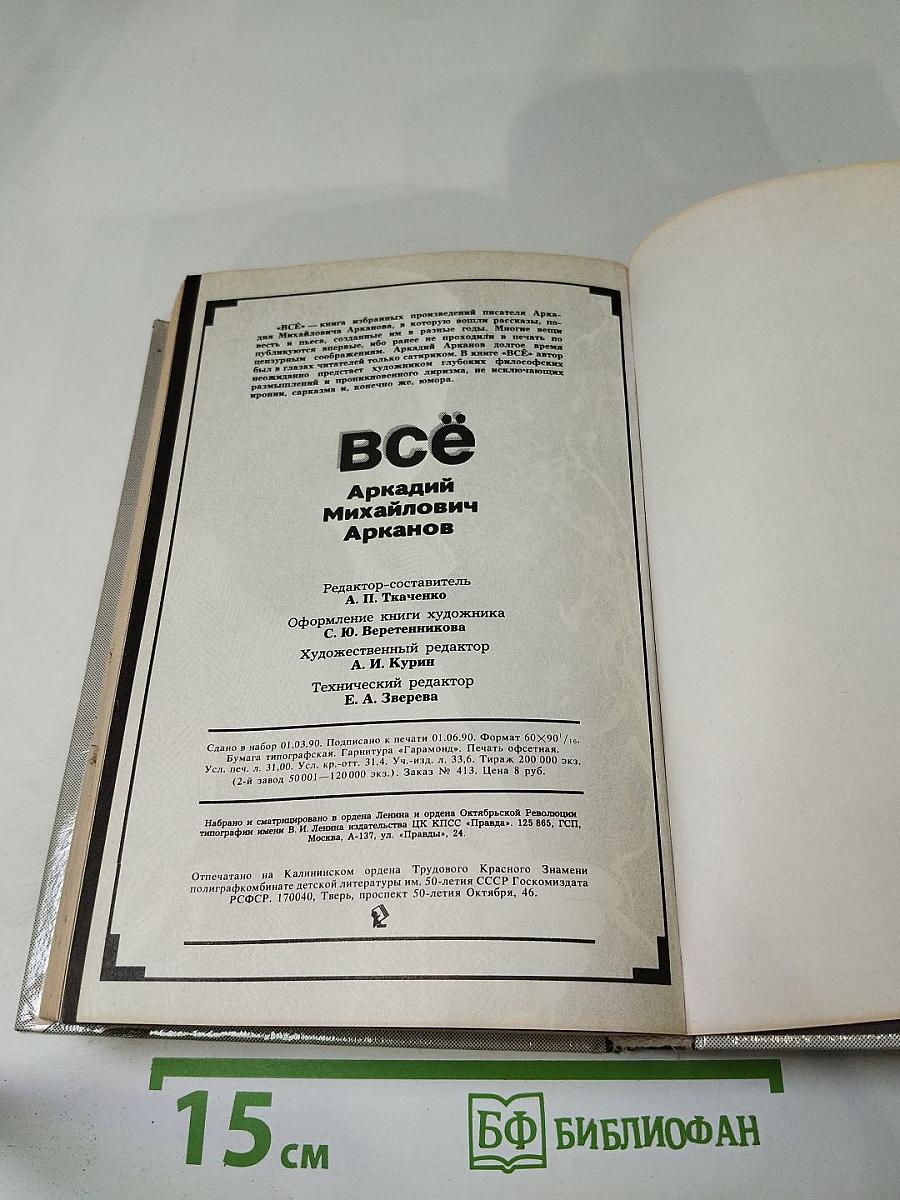 «ВСЁ» — книга избранных произведений писателя Арка-
дия Михайловича Арканова, в которую вошли рассказы, по-
весть и пьеса, созданные им в разные годы. Многие вещи
публикуются впервые, ибо ранее не проходили в печать по
цензурным соображениям. Аркадий Арканов долгое время
был в глазах читателей только сатириком. В книге «ВСЁ» автор
неожиданно предстает художником глубоких философских
размышлений и проникновенного лиризма, не исключающих
иронии, сарказма и, конечно же, юмора.
всё
Аркадий
Михайлович
Арканов
Редактор-составитель
А. П. Ткаченко
Оформление книги художника
С. Ю. Веретенникова
Художественный редактор
А. И. Курин
Технический редактор
Е. А. Зверева
Сдано в набор 01.03.90. Подписано к печати 01.06.90. Формат 60×90¹/₁₆.
Бумага типографская. Гарнитура «Гарамонд». Печать офсетная.
Усл. печ. л. 31,00. Усл. кр.-отт. 31,4. Уч.-изд. л. 33,6. Тираж 200 000 экз.
(2-й завод 50 001—120 000 экз.). Заказ № 413. Цена 8 руб.
Набрано и сматрицировано в ордена Ленина и ордена Октябрьской Революции
типографии имени В. И. Ленина издательства ЦК КПСС «Правда». 125 865, ГСП,
Москва, А-137, ул. «Правды», 24.
Отпечатано на Калининском ордена Трудового Красного Знамени
полиграфкомбинате детской литературы им. 50-летия СССР Госкомиздата
РСФСР. 170040, Тверь, проспект 50-летия Октября, 46.
15 см
БФ БИБЛИОФАН